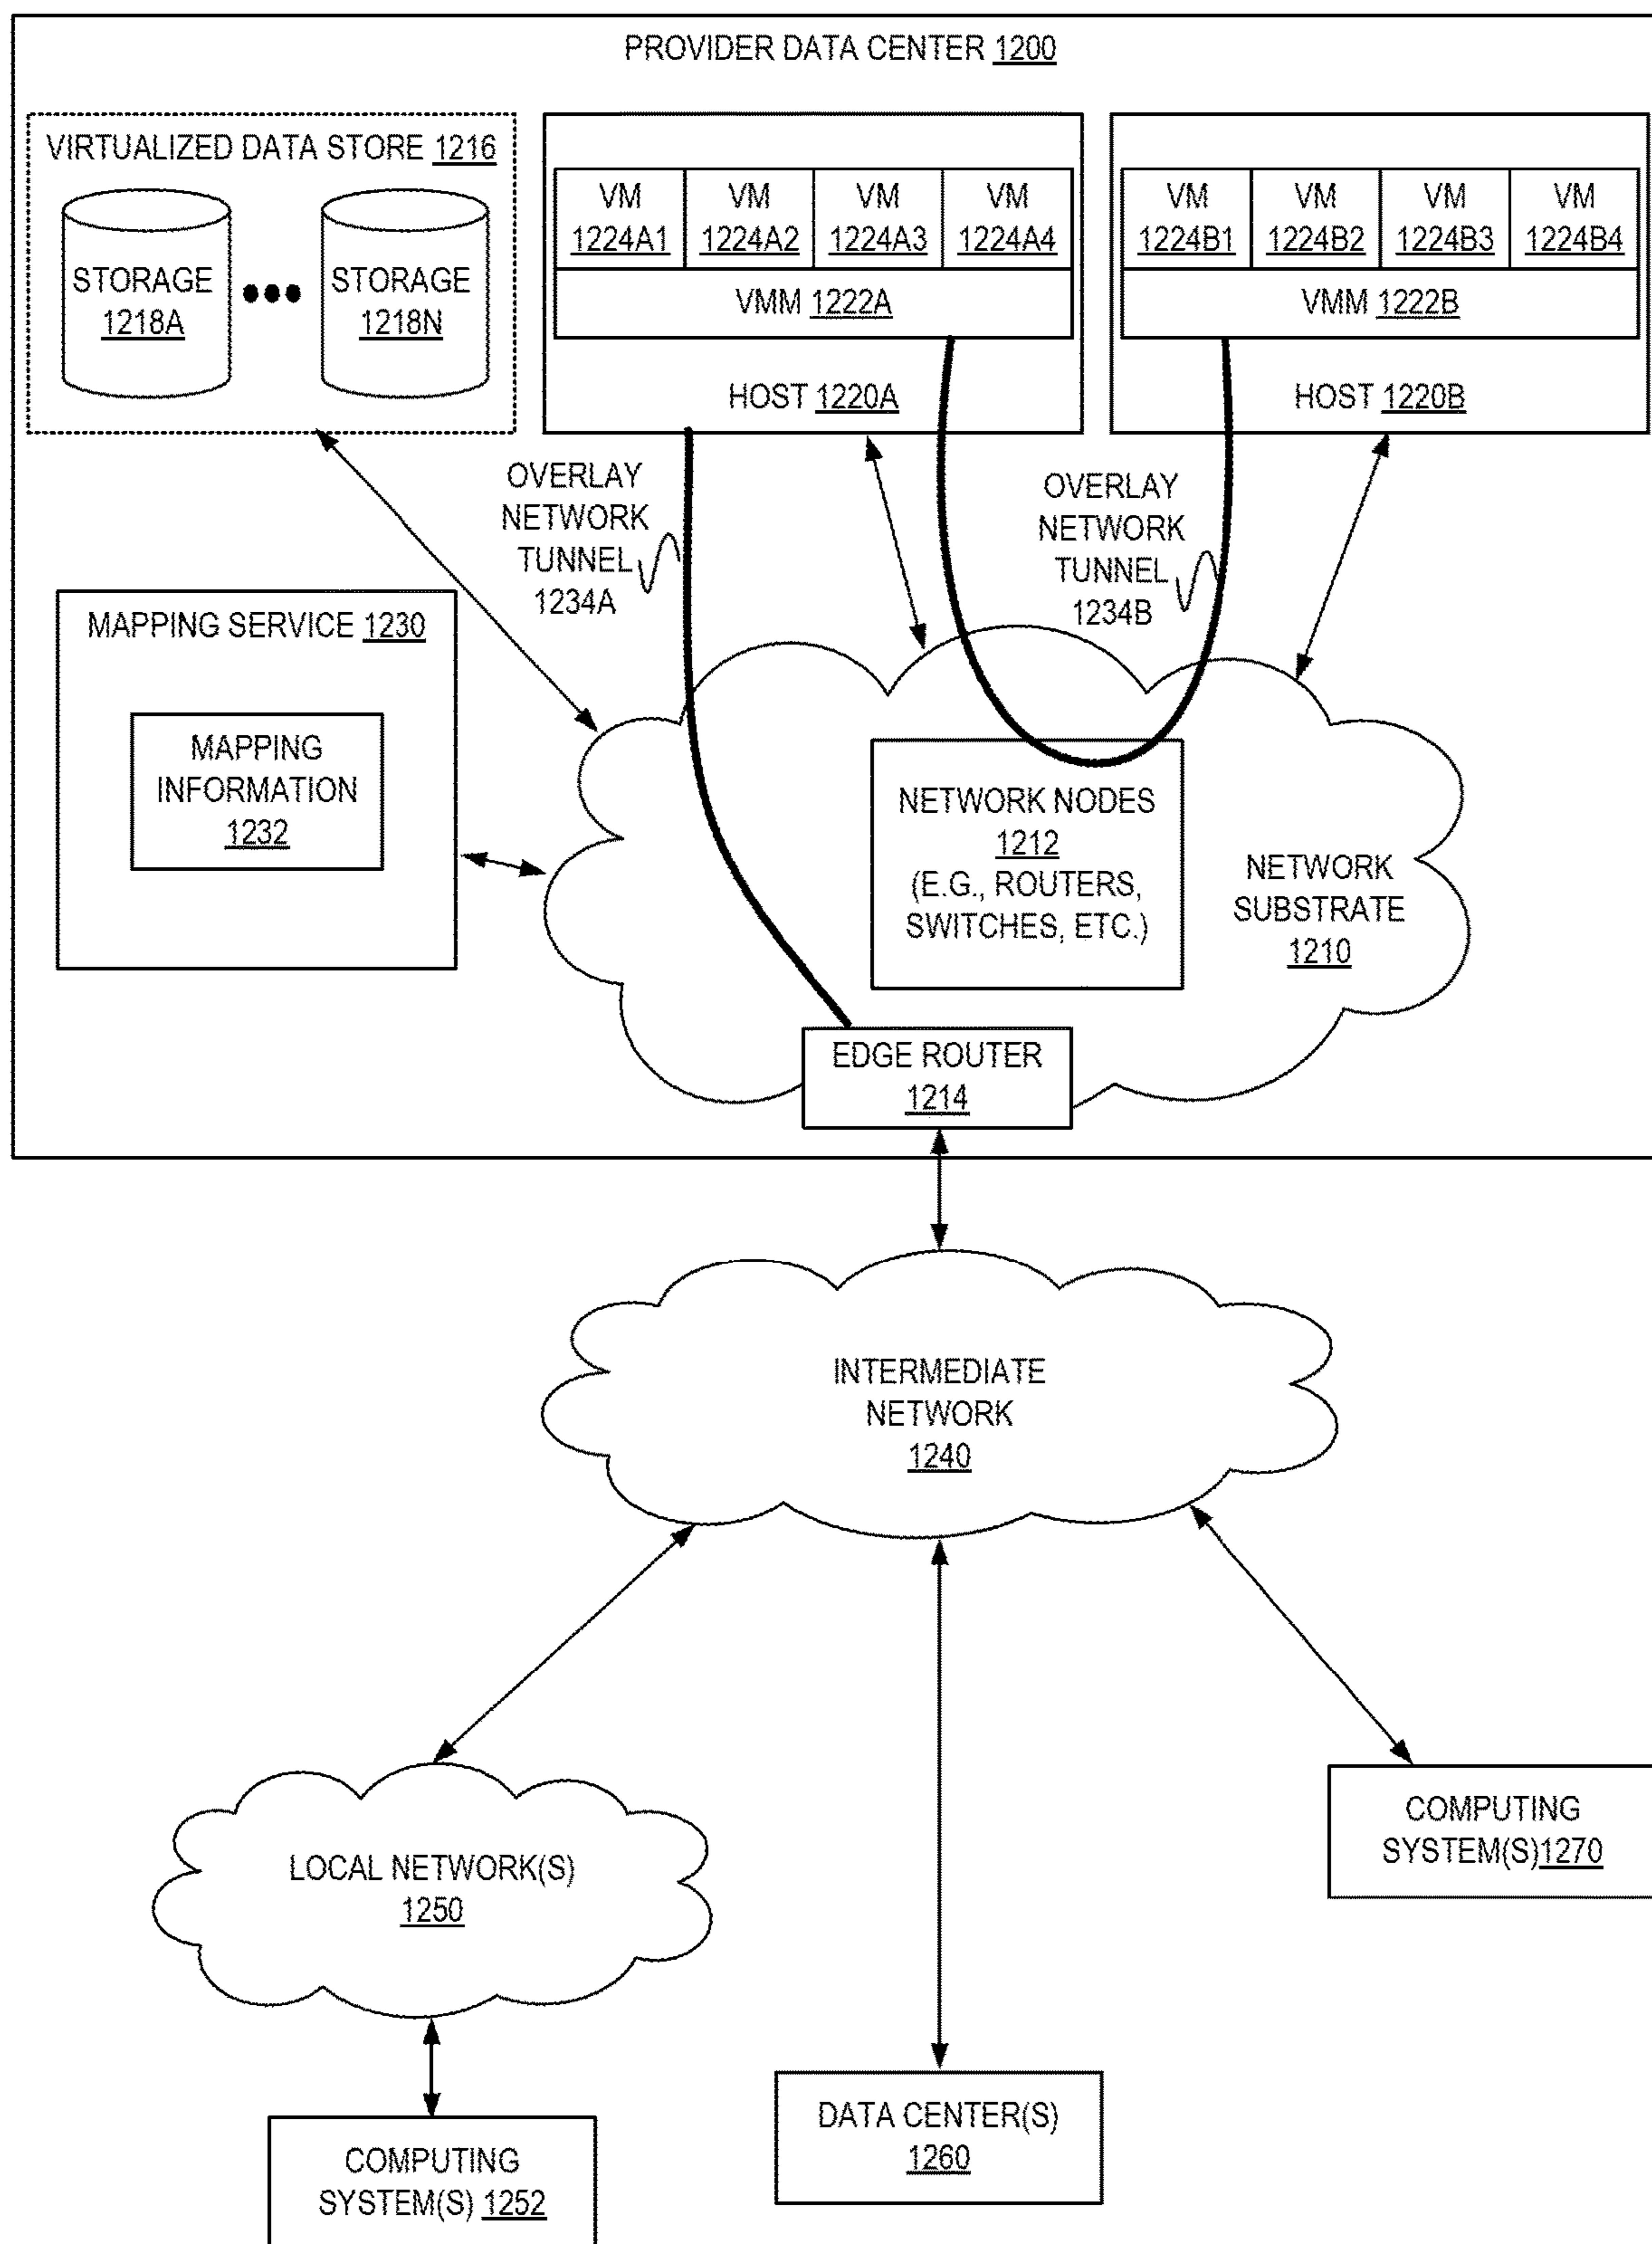 PROVIDER DATA CENTER 1200
VIRTUALIZED DATA STORE 1216
STORAGE
1218A
STORAGE
1218N
VM
1224A1
VM
1224A2
VM
1224A3
VM
1224A4
VMM 1222A
HOST 1220A
VM
1224B1
VM
1224B2
VM
1224B3
VM
1224B4
VMM 1222B
HOST 1220B
OVERLAY
NETWORK
TUNNEL
1234A
OVERLAY
NETWORK
TUNNEL
1234B
MAPPING SERVICE 1230
MAPPING
INFORMATION
1232
NETWORK NODES
1212
(E.G., ROUTERS,
SWITCHES, ETC.)
NETWORK
SUBSTRATE
1210
EDGE ROUTER
1214
INTERMEDIATE
NETWORK
1240
LOCAL NETWORK(S)
1250
COMPUTING
SYSTEM(S)1270
DATA CENTER(S)
1260
COMPUTING
SYSTEM(S) 1252